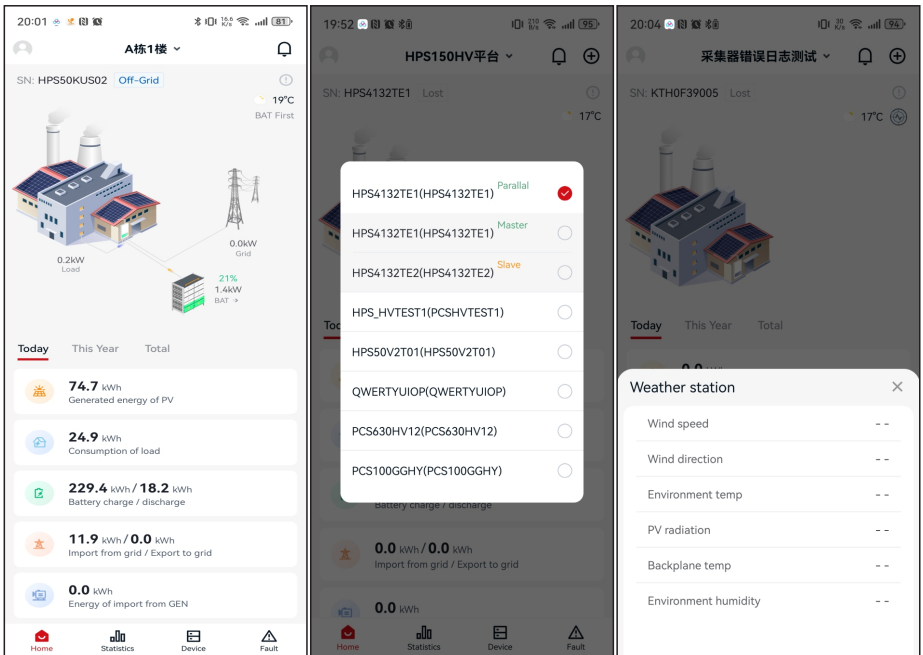 20:01 16.6 K/s 81
A栋1楼
SN: HPS50KUS02 Off-Grid
19°C
BAT First
0.0kW
Grid
0.2kW
Load
21%
1.4kW
BAT →
Today This Year Total
74.7 kWh
Generated energy of PV
24.9 kWh
Consumption of load
229.4 kWh / 18.2 kWh
Battery charge / discharge
11.9 kWh / 0.0 kWh
Import from grid / Export to grid
0.0 kWh
Energy of import from GEN
Home Statistics Device Fault
19:52 210 B/s 95
HPS150HV平台
SN: HPS4132TE1 Lost
17°C
HPS4132TE1(HPS4132TE1) Parallal
HPS4132TE1(HPS4132TE1) Master
HPS4132TE2(HPS4132TE2) Slave
HPS_HVTEST1(PCSHVTEST1)
HPS50V2T01(HPS50V2T01)
QWERTYUIOP(QWERTYUIOP)
PCS630HV12(PCS630HV12)
PCS100GGHY(PCS100GGHY)
Battery charge / discharge
0.0 kWh / 0.0 kWh
Import from grid / Export to grid
0.0 kWh
Home Statistics Device Fault
20:04 94
采集器错误日志测试
SN: KTH0F39005 Lost
17°C
Today This Year Total
Weather station
Wind speed --
Wind direction --
Environment temp --
PV radiation --
Backplane temp --
Environment humidity --